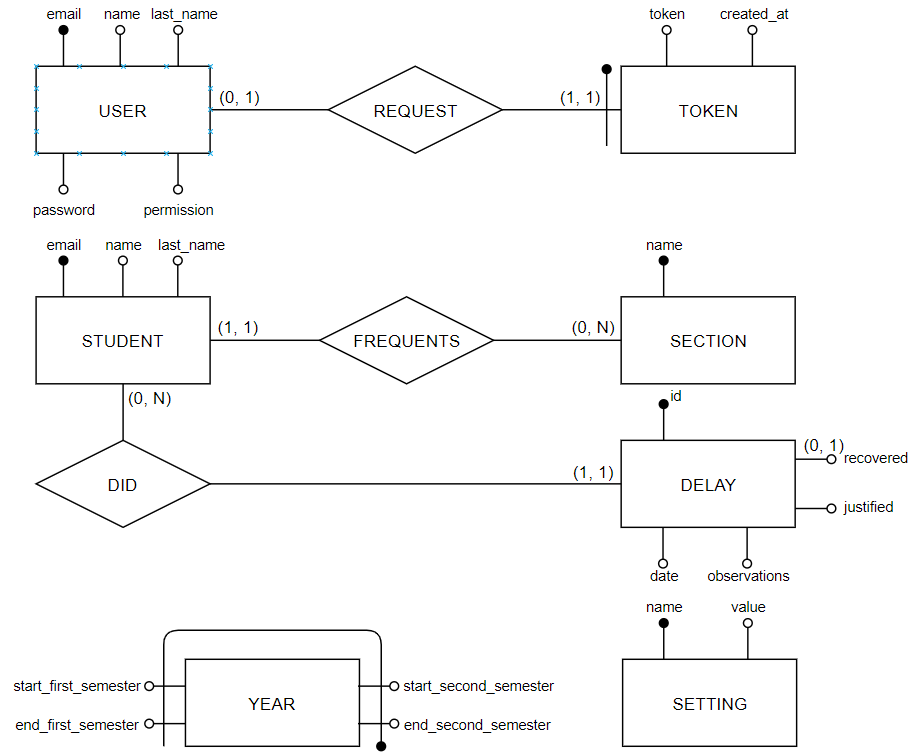 email name last_name
token created_at
USER (0, 1) REQUEST (1, 1) TOKEN
password permission
email name last_name
name
STUDENT (1, 1) FREQUENTS (0, N) SECTION
(0, N)
id
DID (1, 1) DELAY
(0, 1)
recovered
justified
date observations
name value
start_first_semester
end_first_semester
YEAR
start_second_semester
end_second_semester
SETTING